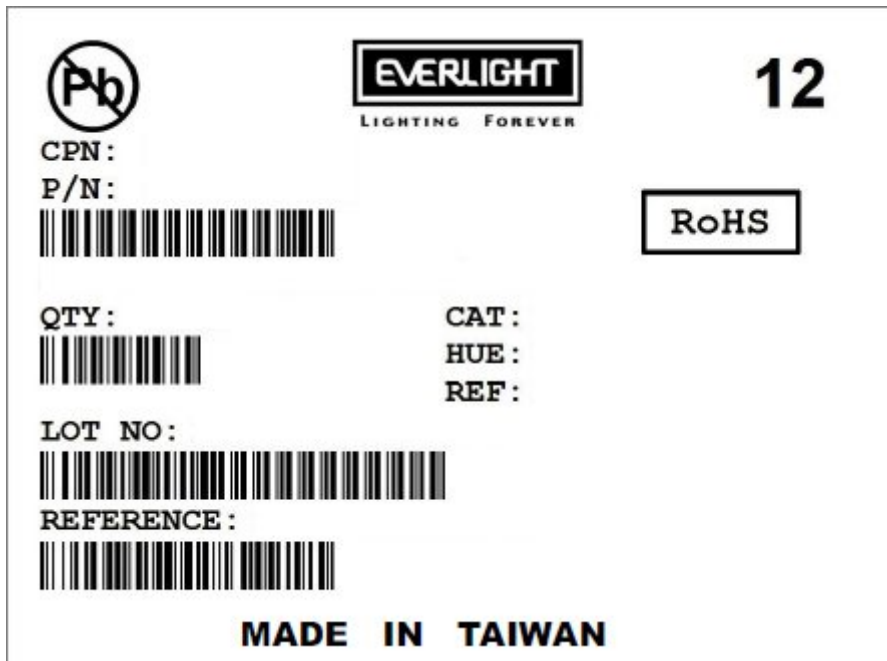 Pb
EVERLIGHT
LIGHTING FOREVER
12
CPN:
P/N:
RoHS
QTY:
CAT:
HUE:
REF:
LOT NO:
REFERENCE:
MADE IN TAIWAN